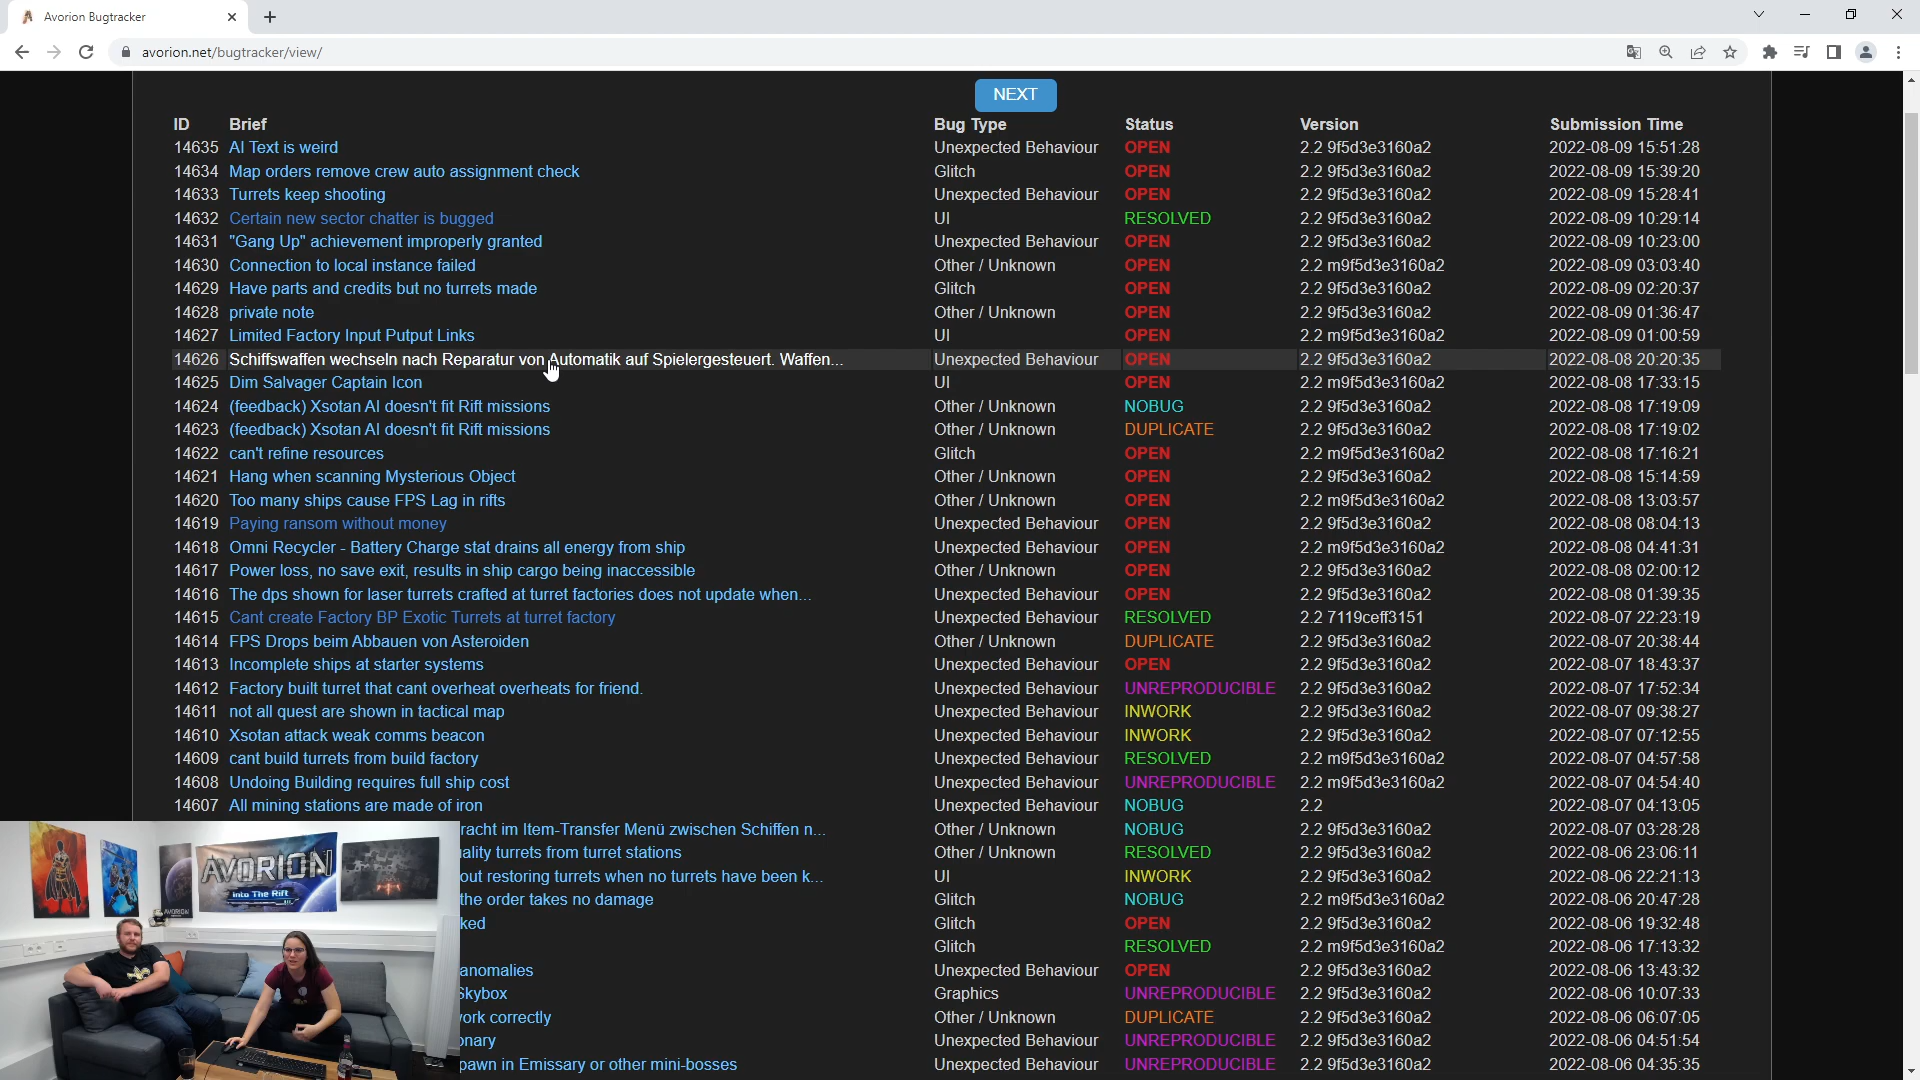 Avorion Bugtracker
avorion.net/bugtracker/view/
NEXT
ID Brief Bug Type Status Version Submission Time
14635 AI Text is weird Unexpected Behaviour OPEN 2.2 9f5d3e3160a2 2022-08-09 15:51:28
14634 Map orders remove crew auto assignment check Glitch OPEN 2.2 9f5d3e3160a2 2022-08-09 15:39:20
14633 Turrets keep shooting Unexpected Behaviour OPEN 2.2 9f5d3e3160a2 2022-08-09 15:28:41
14632 Certain new sector chatter is bugged UI RESOLVED 2.2 9f5d3e3160a2 2022-08-09 10:29:14
14631 "Gang Up" achievement improperly granted Unexpected Behaviour OPEN 2.2 9f5d3e3160a2 2022-08-09 10:23:00
14630 Connection to local instance failed Other / Unknown OPEN 2.2 m9f5d3e3160a2 2022-08-09 03:03:40
14629 Have parts and credits but no turrets made Glitch OPEN 2.2 9f5d3e3160a2 2022-08-09 02:20:37
14628 private note Other / Unknown OPEN 2.2 9f5d3e3160a2 2022-08-09 01:36:47
14627 Limited Factory Input Putput Links UI OPEN 2.2 m9f5d3e3160a2 2022-08-09 01:00:59
14626 Schiffswaffen wechseln nach Reparatur von Automatik auf Spielergesteuert. Waffen... Unexpected Behaviour OPEN 2.2 9f5d3e3160a2 2022-08-08 20:20:35
14625 Dim Salvager Captain Icon UI OPEN 2.2 m9f5d3e3160a2 2022-08-08 17:33:15
14624 (feedback) Xsotan AI doesn't fit Rift missions Other / Unknown NOBUG 2.2 9f5d3e3160a2 2022-08-08 17:19:09
14623 (feedback) Xsotan AI doesn't fit Rift missions Other / Unknown DUPLICATE 2.2 9f5d3e3160a2 2022-08-08 17:19:02
14622 can't refine resources Glitch OPEN 2.2 m9f5d3e3160a2 2022-08-08 17:16:21
14621 Hang when scanning Mysterious Object Other / Unknown OPEN 2.2 9f5d3e3160a2 2022-08-08 15:14:59
14620 Too many ships cause FPS Lag in rifts Other / Unknown OPEN 2.2 m9f5d3e3160a2 2022-08-08 13:03:57
14619 Paying ransom without money Unexpected Behaviour OPEN 2.2 9f5d3e3160a2 2022-08-08 08:04:13
14618 Omni Recycler - Battery Charge stat drains all energy from ship Unexpected Behaviour OPEN 2.2 m9f5d3e3160a2 2022-08-08 04:41:31
14617 Power loss, no save exit, results in ship cargo being inaccessible Other / Unknown OPEN 2.2 9f5d3e3160a2 2022-08-08 02:00:12
14616 The dps shown for laser turrets crafted at turret factories does not update when... Unexpected Behaviour OPEN 2.2 9f5d3e3160a2 2022-08-08 01:39:35
14615 Cant create Factory BP Exotic Turrets at turret factory Unexpected Behaviour RESOLVED 2.2 7119ceff3151 2022-08-07 22:23:19
14614 FPS Drops beim Abbauen von Asteroiden Other / Unknown DUPLICATE 2.2 9f5d3e3160a2 2022-08-07 20:38:44
14613 Incomplete ships at starter systems Unexpected Behaviour OPEN 2.2 9f5d3e3160a2 2022-08-07 18:43:37
14612 Factory built turret that cant overheat overheats for friend. Unexpected Behaviour UNREPRODUCIBLE 2.2 9f5d3e3160a2 2022-08-07 17:52:34
14611 not all quest are shown in tactical map Unexpected Behaviour INWORK 2.2 9f5d3e3160a2 2022-08-07 09:38:27
14610 Xsotan attack weak comms beacon Unexpected Behaviour INWORK 2.2 9f5d3e3160a2 2022-08-07 07:12:55
14609 cant build turrets from build factory Unexpected Behaviour RESOLVED 2.2 m9f5d3e3160a2 2022-08-07 04:57:58
14608 Undoing Building requires full ship cost Unexpected Behaviour UNREPRODUCIBLE 2.2 m9f5d3e3160a2 2022-08-07 04:54:40
14607 All mining stations are made of iron Unexpected Behaviour NOBUG 2.2 2022-08-07 04:13:05
racht im Item-Transfer Menü zwischen Schiffen n... Other / Unknown NOBUG 2.2 9f5d3e3160a2 2022-08-07 03:28:28
ality turrets from turret stations Other / Unknown RESOLVED 2.2 9f5d3e3160a2 2022-08-06 23:06:11
out restoring turrets when no turrets have been k... UI INWORK 2.2 9f5d3e3160a2 2022-08-06 22:21:13
the order takes no damage Glitch NOBUG 2.2 m9f5d3e3160a2 2022-08-06 20:47:28
ked Glitch OPEN 2.2 9f5d3e3160a2 2022-08-06 19:32:48
Glitch RESOLVED 2.2 m9f5d3e3160a2 2022-08-06 17:13:32
anomalies Unexpected Behaviour OPEN 2.2 9f5d3e3160a2 2022-08-06 13:43:32
Skybox Graphics UNREPRODUCIBLE 2.2 9f5d3e3160a2 2022-08-06 10:07:33
ork correctly Other / Unknown DUPLICATE 2.2 9f5d3e3160a2 2022-08-06 06:07:05
onary Unexpected Behaviour UNREPRODUCIBLE 2.2 9f5d3e3160a2 2022-08-06 04:51:54
pawn in Emissary or other mini-bosses Unexpected Behaviour UNREPRODUCIBLE 2.2 9f5d3e3160a2 2022-08-06 04:35:35
AVORION
Into The Rift
AVORION